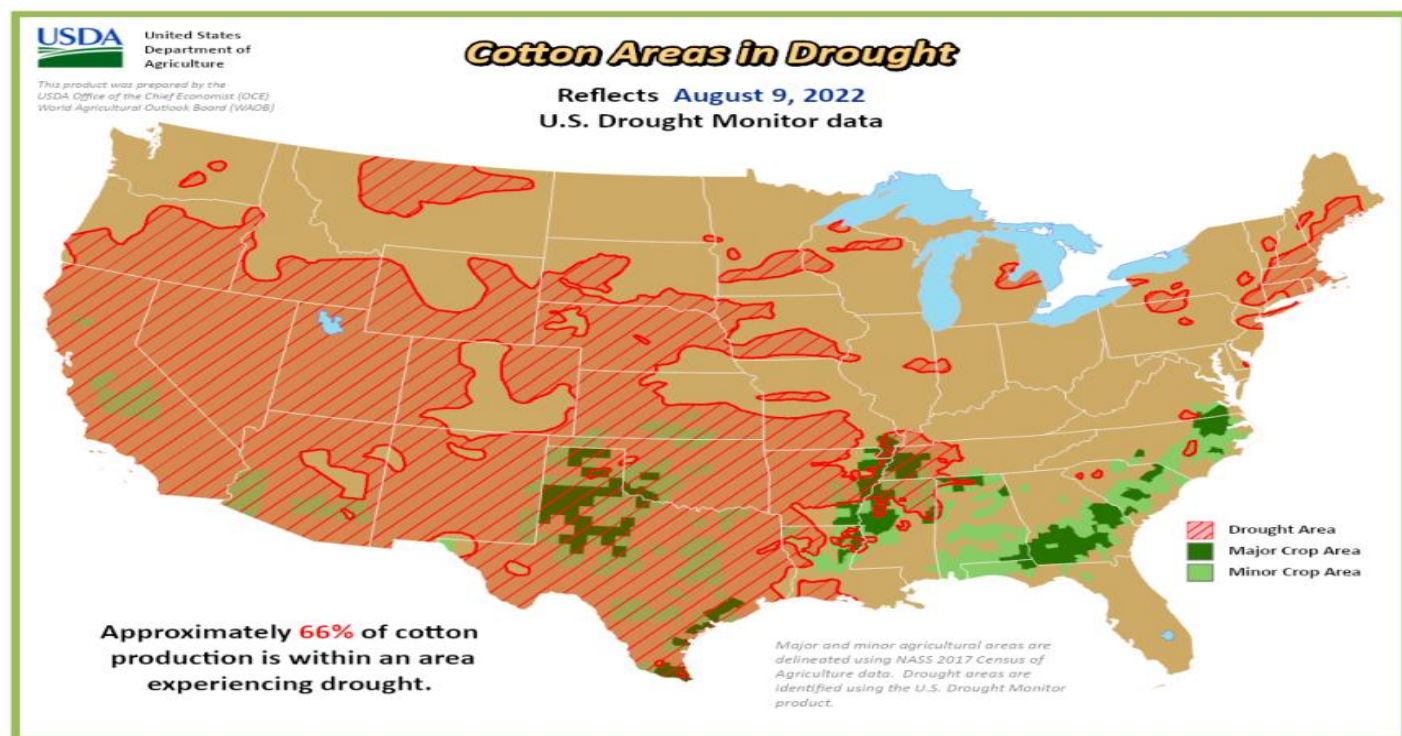 USDA
United States
Department of
Agriculture
This product was prepared by the
USDA Office of the Chief Economist (OCE)
World Agricultural Outlook Board (WAOB)
Cotton Areas in Drought
Reflects August 9, 2022
U.S. Drought Monitor data
Drought Area
Major Crop Area
Minor Crop Area
Approximately 66% of cotton
production is within an area
experiencing drought.
Major and minor agricultural areas are
delineated using NASS 2017 Census of
Agriculture data. Drought areas are
identified using the U.S. Drought Monitor
product.